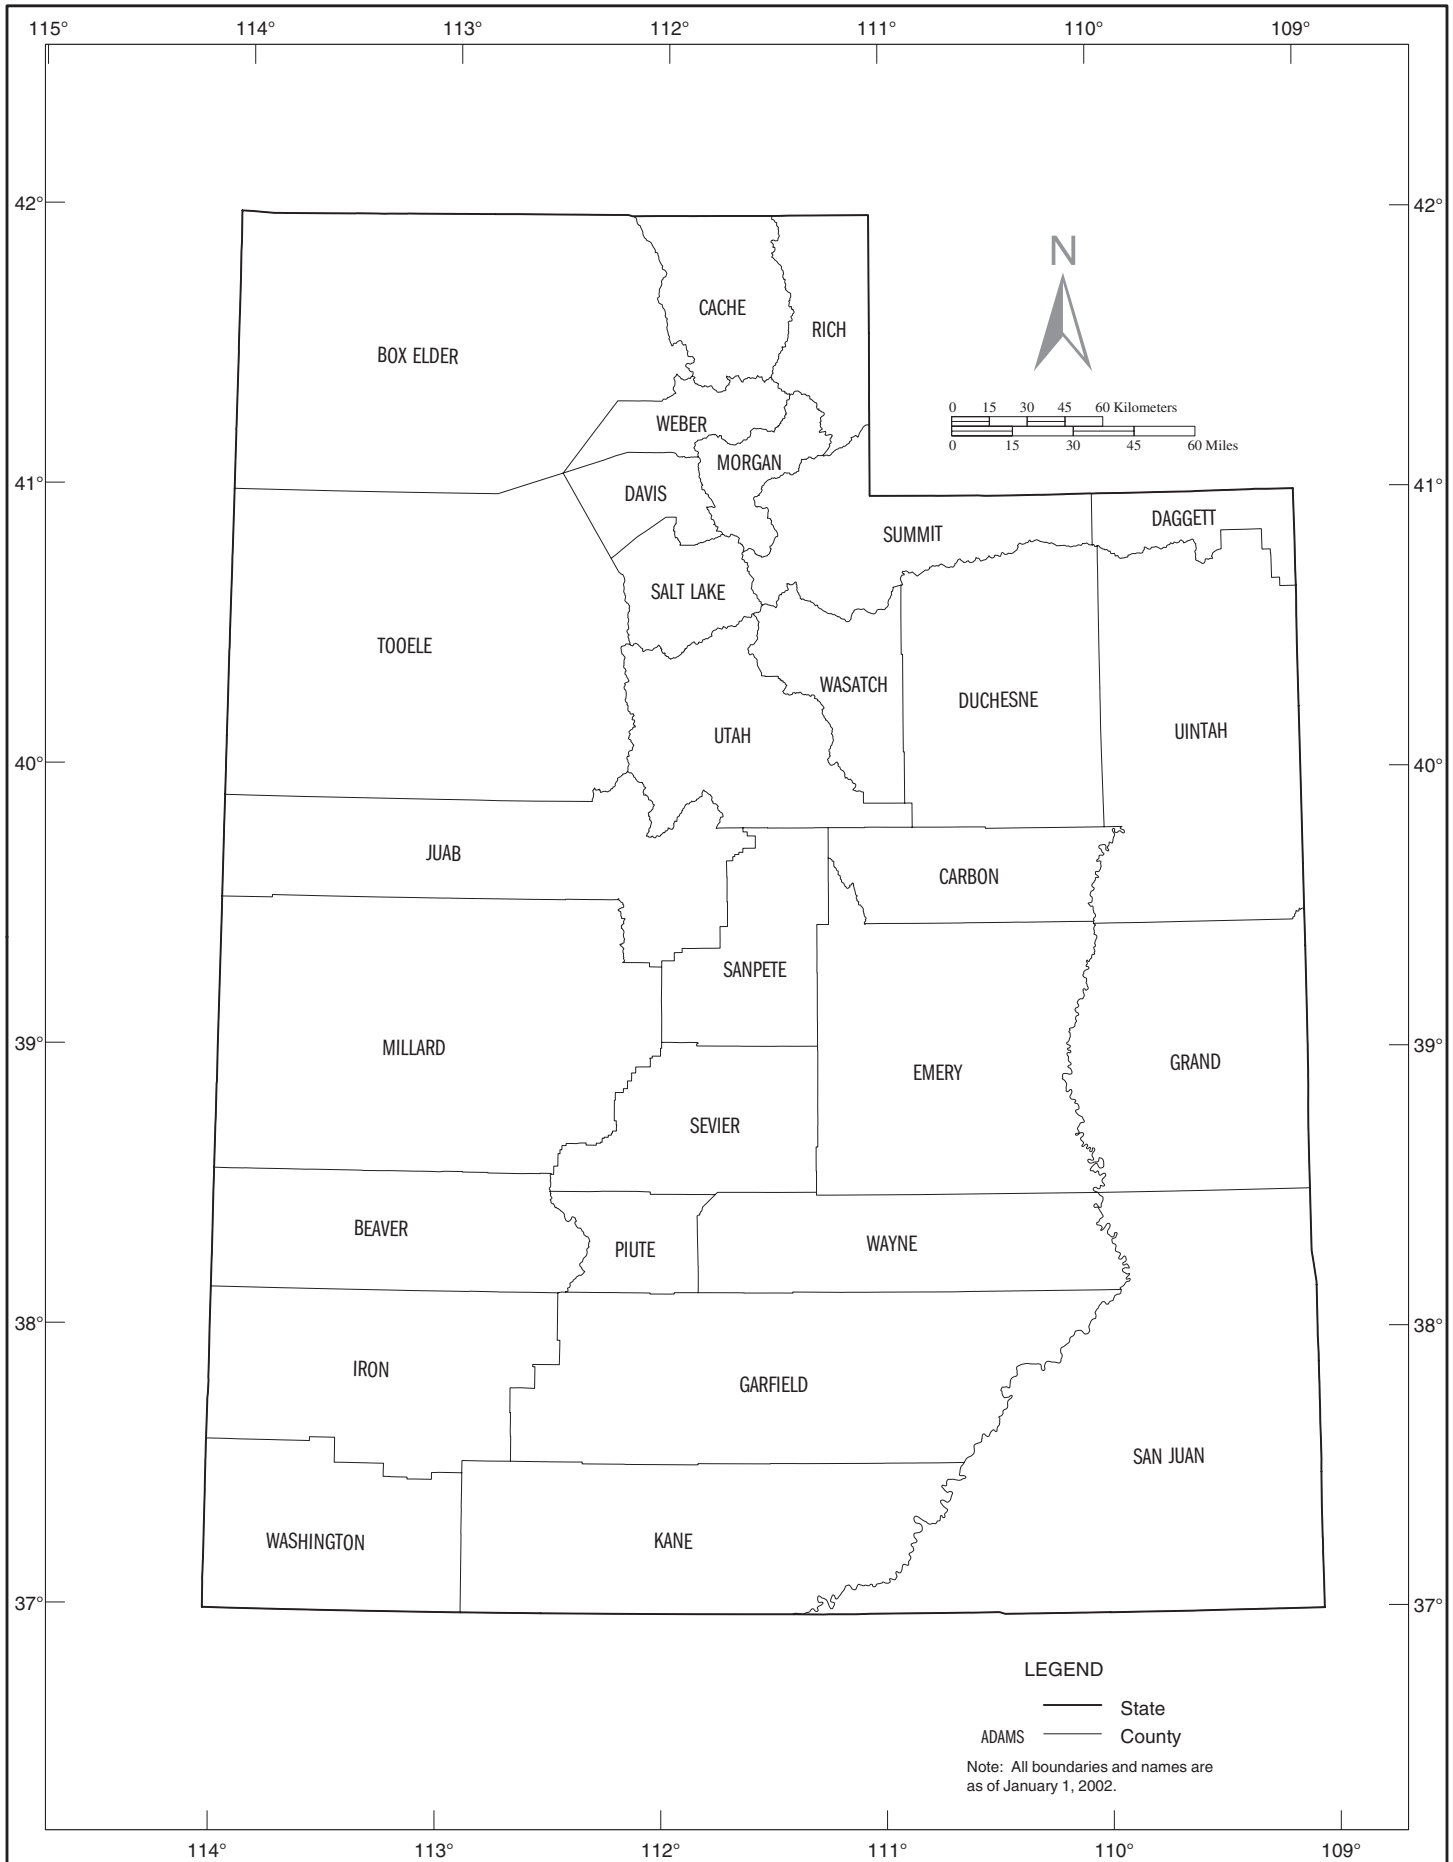 115° 114° 113° 112° 111° 110° 109°
42° 42°
N
CACHE
RICH
BOX ELDER
0 15 30 45 60 Kilometers
0 15 30 45 60 Miles
WEBER
MORGAN
41° 41°
DAVIS
DAGGETT
SUMMIT
SALT LAKE
TOOELE
WASATCH
DUCHESNE
UTAH
UINTAH
40° 40°
JUAB
CARBON
SANPETE
39° 39°
MILLARD
GRAND
EMERY
SEVIER
BEAVER
PIUTE
WAYNE
38° 38°
IRON
GARFIELD
SAN JUAN
WASHINGTON
KANE
37° 37°
LEGEND
State
ADAMS County
Note: All boundaries and names are
as of January 1, 2002.
114° 113° 112° 111° 110° 109°